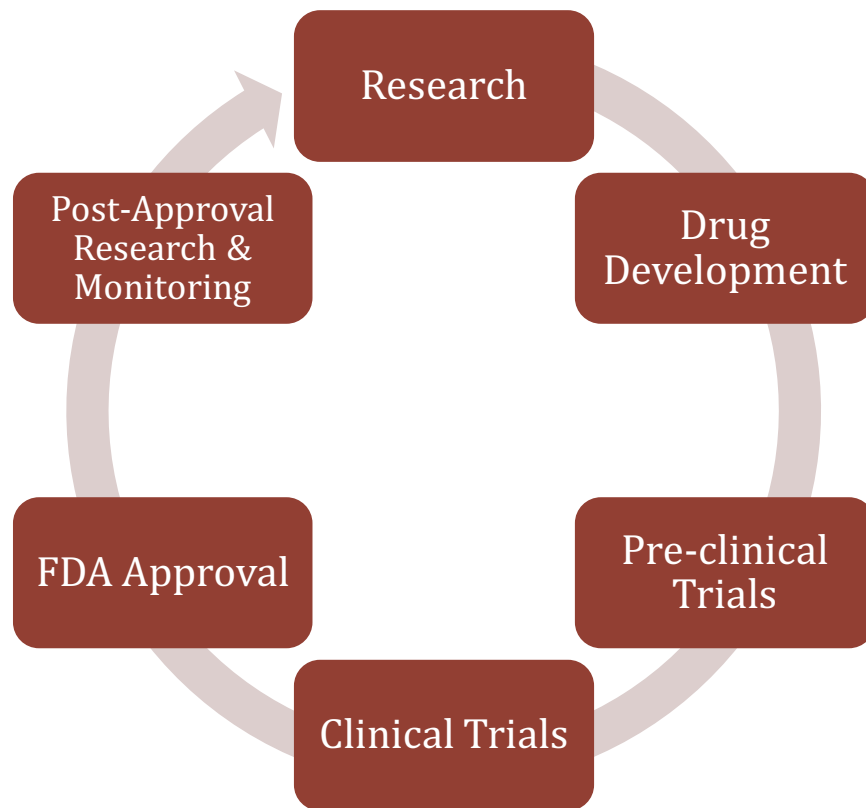 Research
Drug
Development
Pre-clinical
Trials
Clinical Trials
FDA Approval
Post-Approval
Research &
Monitoring